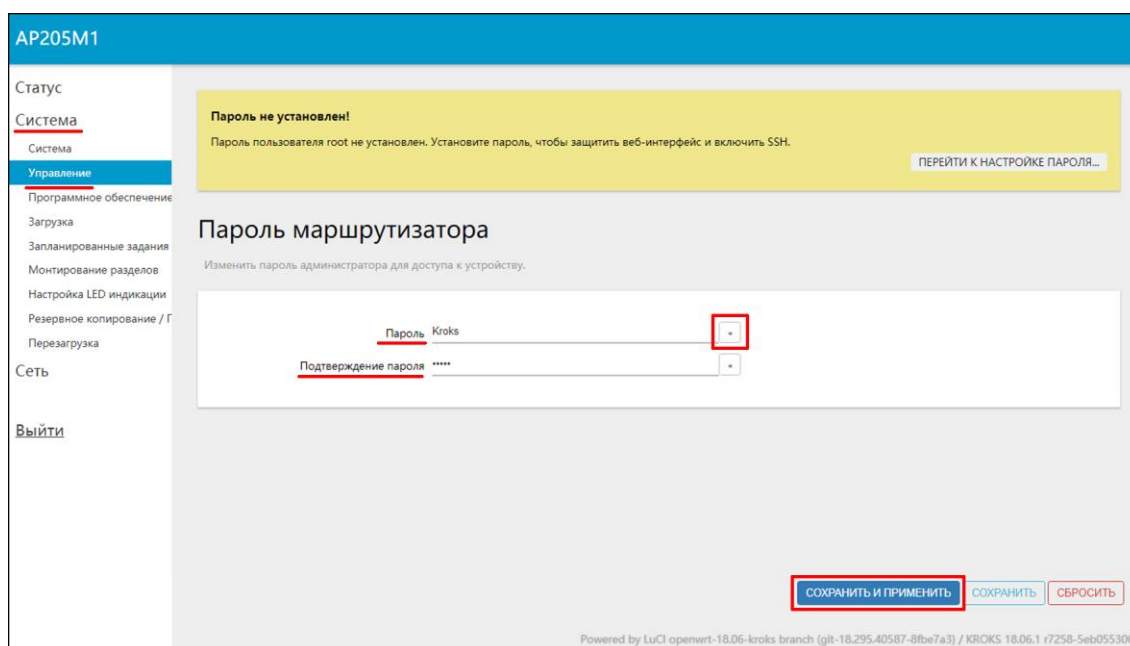 AP205M1
Статус
Система
Система
Управление
Программное обеспечение
Загрузка
Запланированные задания
Монтирование разделов
Настройка LED индикации
Резервное копирование / П
Перезагрузка
Сеть
Выйти
Пароль не установлен!
Пароль пользователя root не установлен. Установите пароль, чтобы защитить веб-интерфейс и включить SSH.
ПЕРЕЙТИ К НАСТРОЙКЕ ПАРОЛЯ...
Пароль маршрутизатора
Изменить пароль администратора для доступа к устройству.
Пароль Kroks *
Подтверждение пароля ••••• *
СОХРАНИТЬ И ПРИМЕНИТЬ СОХРАНИТЬ СБРОСИТЬ
Powered by LuCI openwrt-18.06-kroks branch (git-18.295.40587-8fbe7a3) / KROKS 18.06.1 r7258-5eb055306